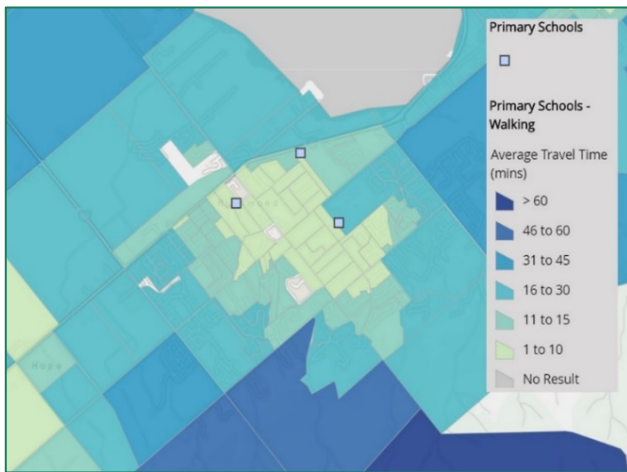 Primary Schools
Primary Schools -
Walking
Average Travel Time
(mins)
> 60
46 to 60
31 to 45
16 to 30
11 to 15
1 to 10
No Result
Hope